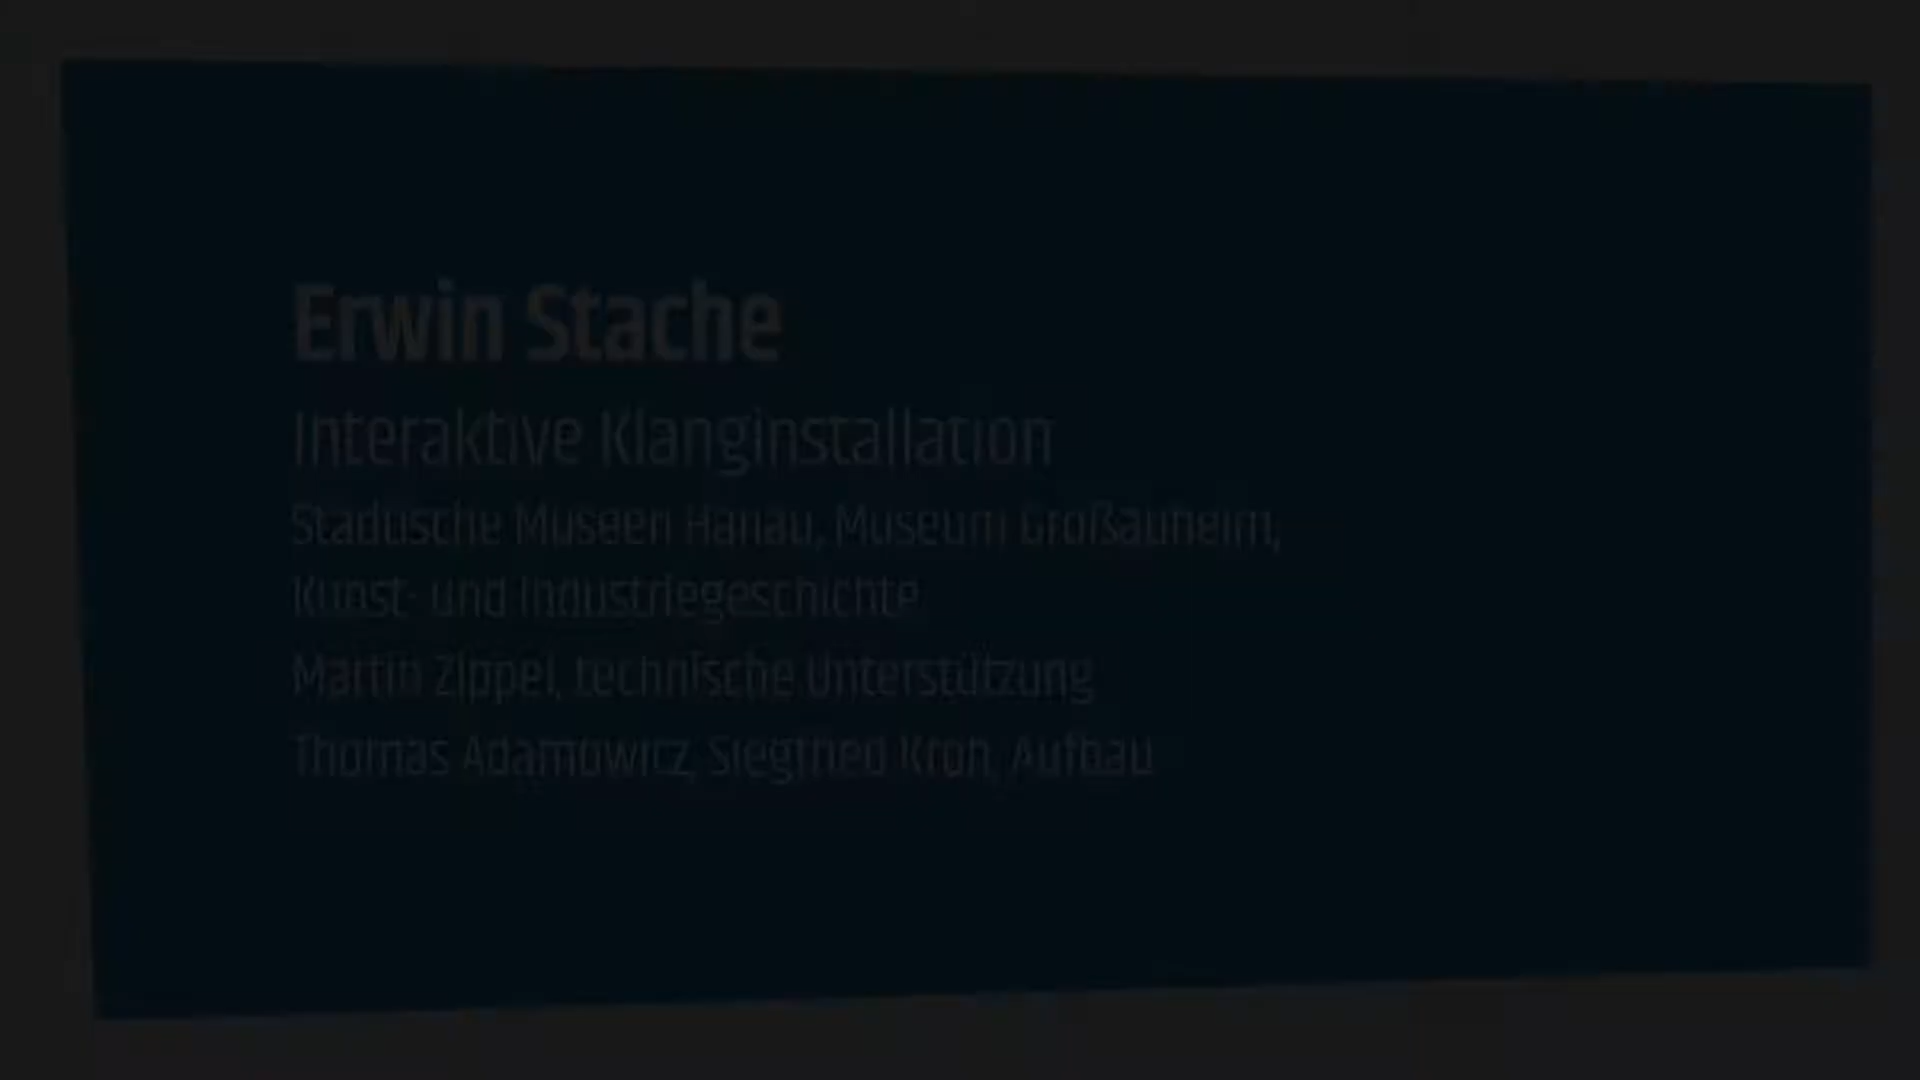 Erwin Stache
Interaktive Klanginstallation
Städtische Museen Hanau, Museum Großauheim,
Kunst- und Industriegeschichte
Martin Zippel, technische Unterstützung
Thomas Adamowicz, Siegfried Kroh, Aufbau